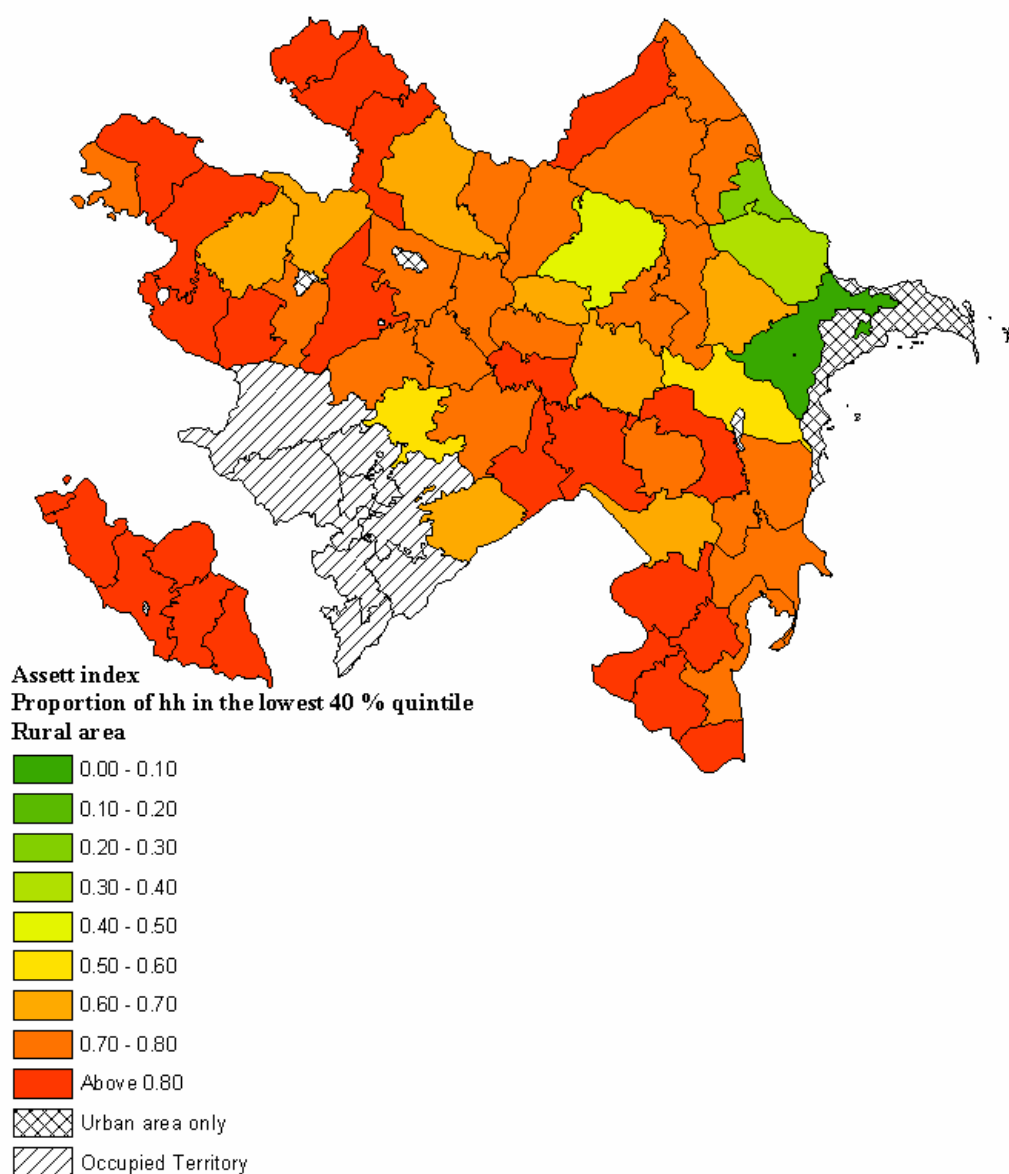 Assett index
Proportion of hh in the lowest 40 % quintile
Rural area
0.00 - 0.10
0.10 - 0.20
0.20 - 0.30
0.30 - 0.40
0.40 - 0.50
0.50 - 0.60
0.60 - 0.70
0.70 - 0.80
Above 0.80
Urban area only
Occupied Territory